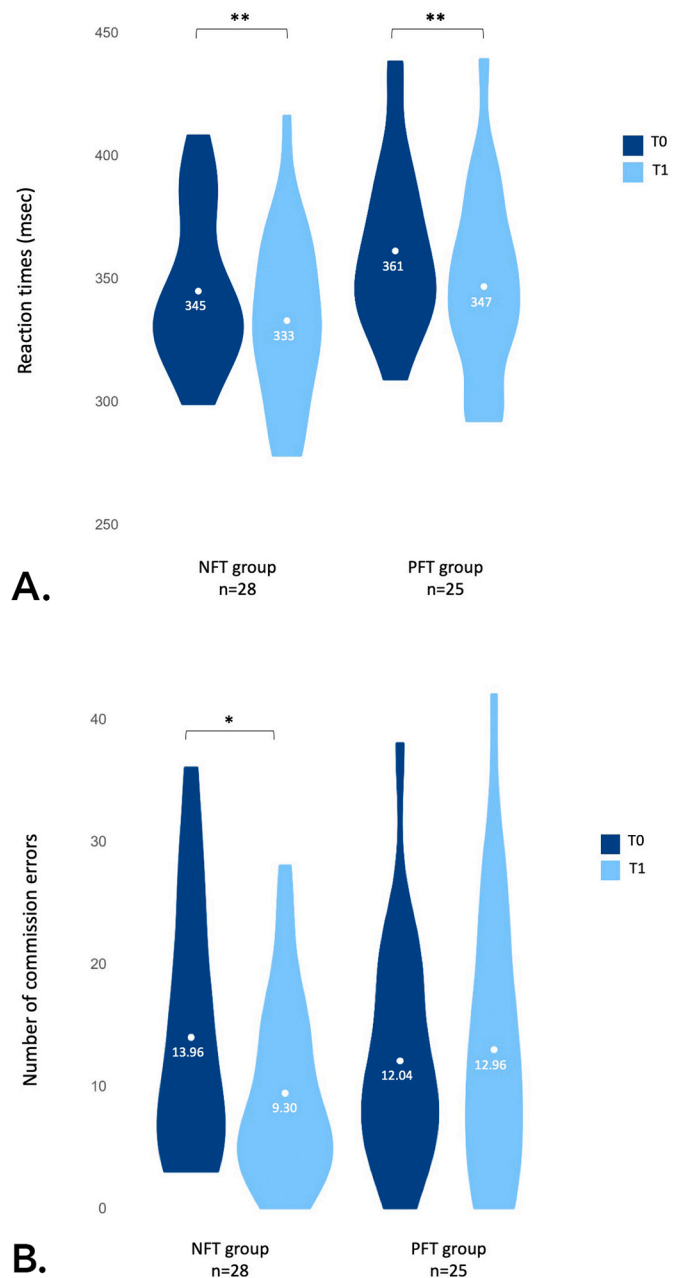 450
**
**
400
T0
T1
Reaction times (msec)
350
361
345
347
333
300
250
NFT group
PFT group
n=28
n=25
A.
40
*
30
T0
T1
Number of commission errors
20
13.96
12.04
12.96
10
9.30
0
NFT group
PFT group
n=28
n=25
B.